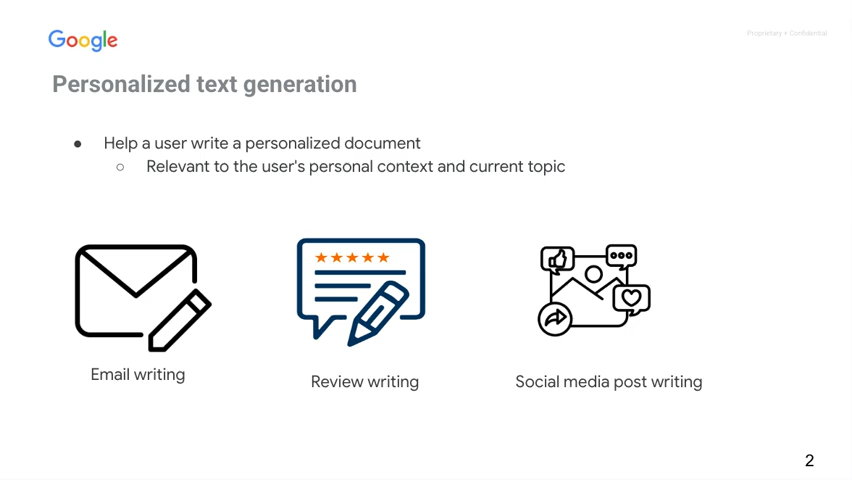 Google
Proprietary + Confidential
Personalized text generation
● Help a user write a personalized document
○ Relevant to the user's personal context and current topic
Email writing
Review writing
Social media post writing
2